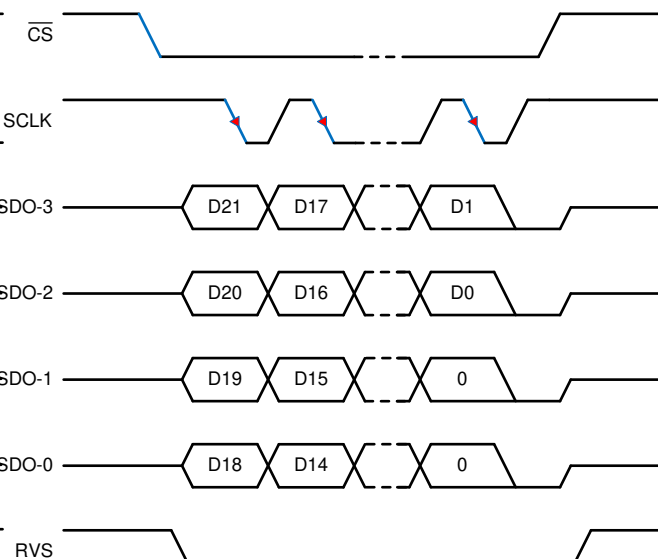 CS
SCLK
SDO-3 D21 D17 D1
SDO-2 D20 D16 D0
SDO-1 D19 D15 0
SDO-0 D18 D14 0
RVS